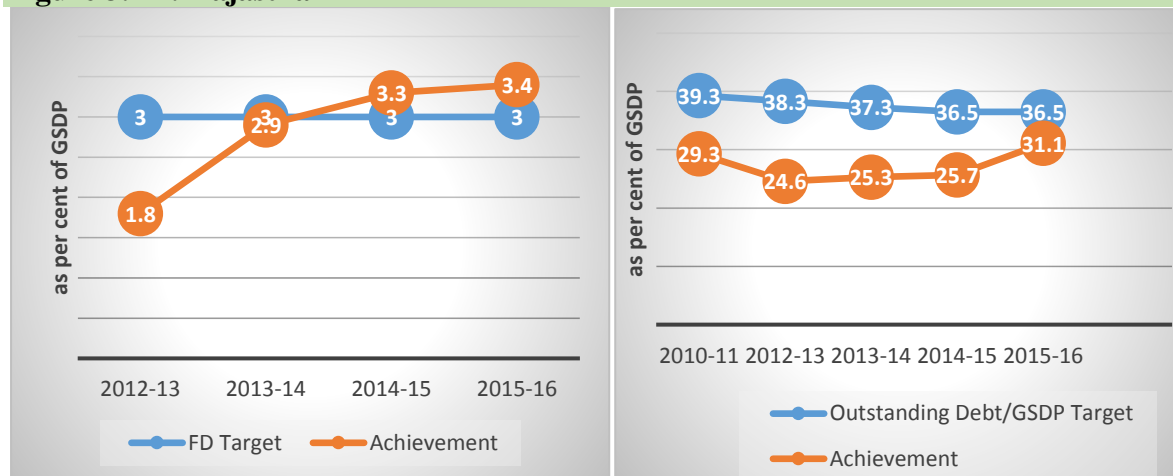 as per cent of GSDP
3
3
3
3
1.8
2.9
3.3
3.4
2012-13 2013-14 2014-15 2015-16
FD Target Achievement
as per cent of GSDP
39.3
38.3
37.3
36.5
36.5
29.3
24.6
25.3
25.7
31.1
2010-11 2012-13 2013-14 2014-15 2015-16
Outstanding Debt/GSDP Target
Achievement